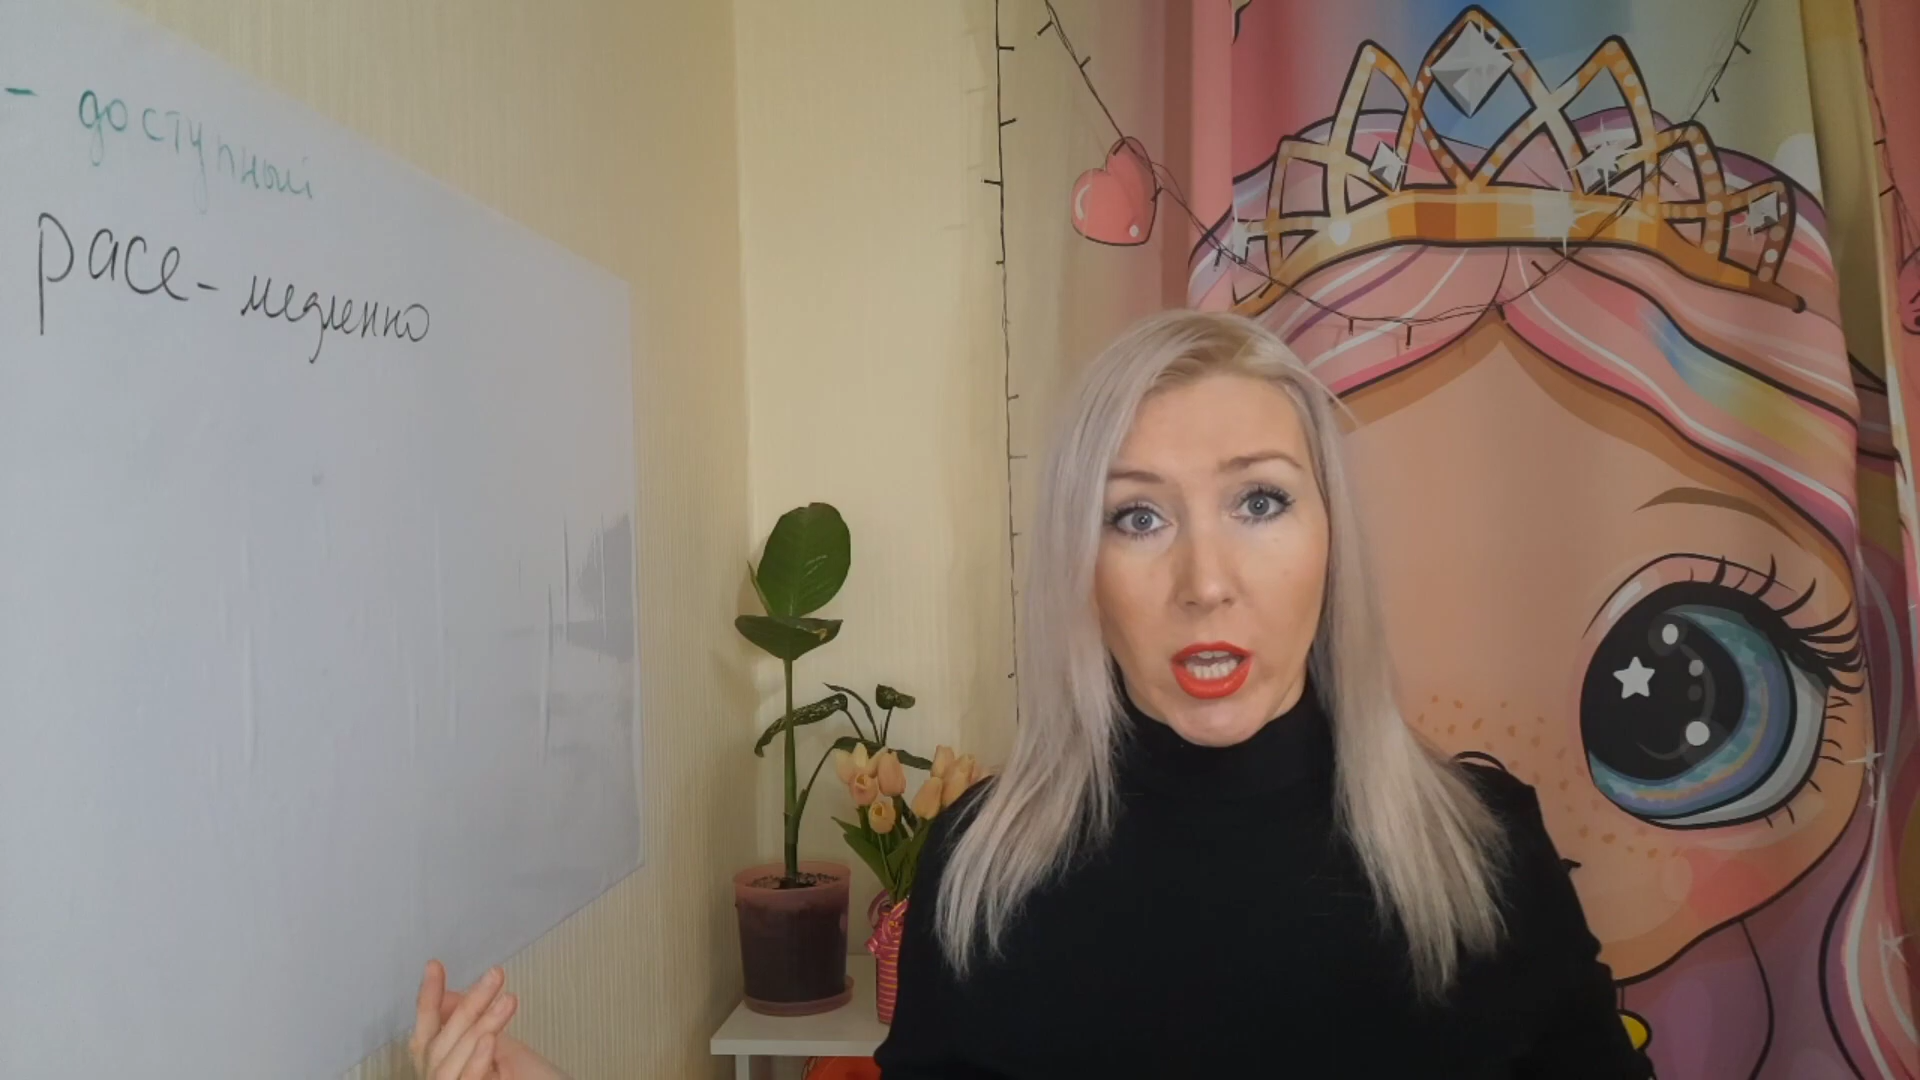 - доступный
pace - медленно